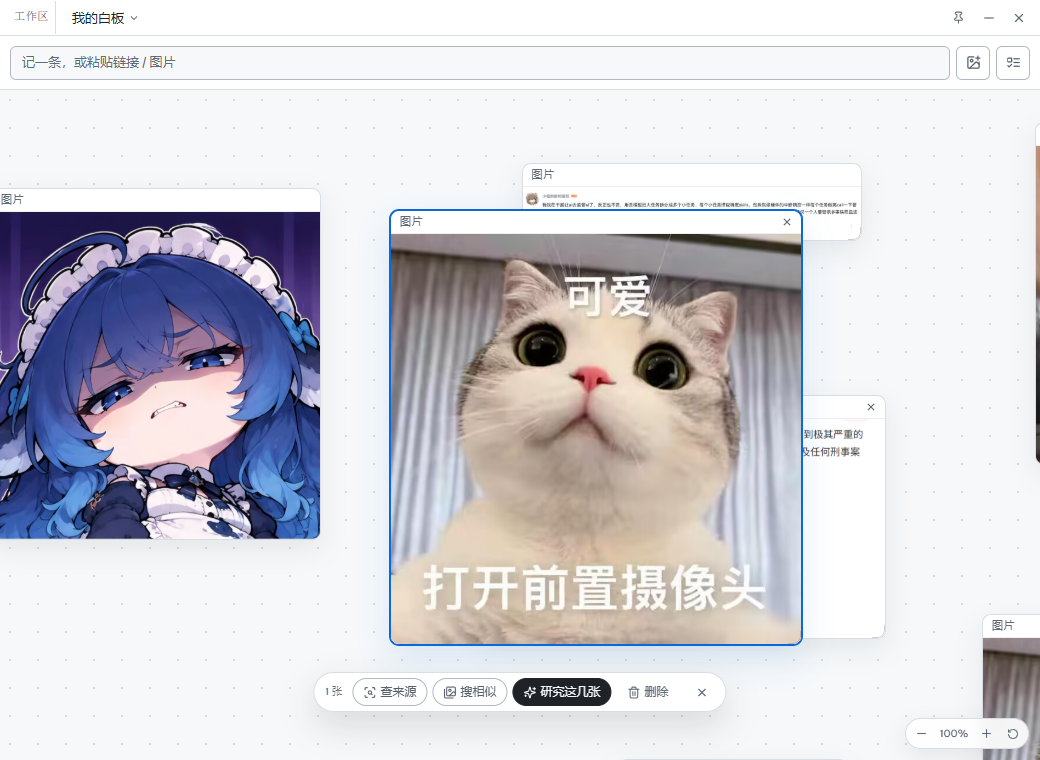 工作区
我的白板
记一条，或粘贴链接 / 图片
图片
图片
图片
可爱
打开前置摄像头
到极其严重的
及任何刑事案
图片
1 张
查来源
搜相似
研究这几张
删除
100%